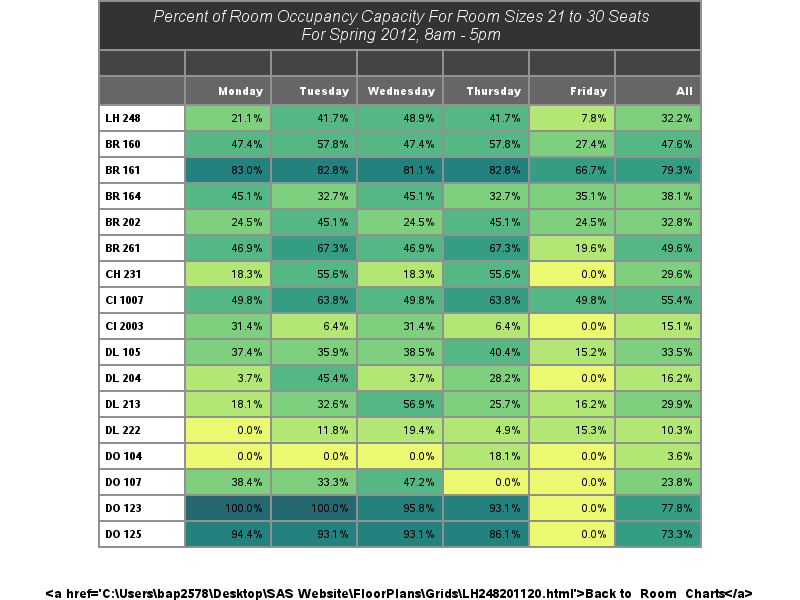 Percent of Room Occupancy Capacity For Room Sizes 21 to 30 Seats
For Spring 2012, 8am - 5pm
Monday Tuesday Wednesday Thursday Friday All
LH 248 21.1% 41.7% 48.9% 41.7% 7.8% 32.2%
BR 160 47.4% 57.8% 47.4% 57.8% 27.4% 47.6%
BR 161 83.0% 82.8% 81.1% 82.8% 66.7% 79.3%
BR 164 45.1% 32.7% 45.1% 32.7% 35.1% 38.1%
BR 202 24.5% 45.1% 24.5% 45.1% 24.5% 32.8%
BR 261 46.9% 67.3% 46.9% 67.3% 19.6% 49.6%
CH 231 18.3% 55.6% 18.3% 55.6% 0.0% 29.6%
CI 1007 49.8% 63.8% 49.8% 63.8% 49.8% 55.4%
CI 2003 31.4% 6.4% 31.4% 6.4% 0.0% 15.1%
DL 105 37.4% 35.9% 38.5% 40.4% 15.2% 33.5%
DL 204 3.7% 45.4% 3.7% 28.2% 0.0% 16.2%
DL 213 18.1% 32.6% 56.9% 25.7% 16.2% 29.9%
DL 222 0.0% 11.8% 19.4% 4.9% 15.3% 10.3%
DO 104 0.0% 0.0% 0.0% 18.1% 0.0% 3.6%
DO 107 38.4% 33.3% 47.2% 0.0% 0.0% 23.8%
DO 123 100.0% 100.0% 95.8% 93.1% 0.0% 77.8%
DO 125 94.4% 93.1% 93.1% 86.1% 0.0% 73.3%
<a href='C:\Users\bap2578\Desktop\SAS Website\FloorPlans\Grids\LH248201120.html'>Back to Room Charts</a>